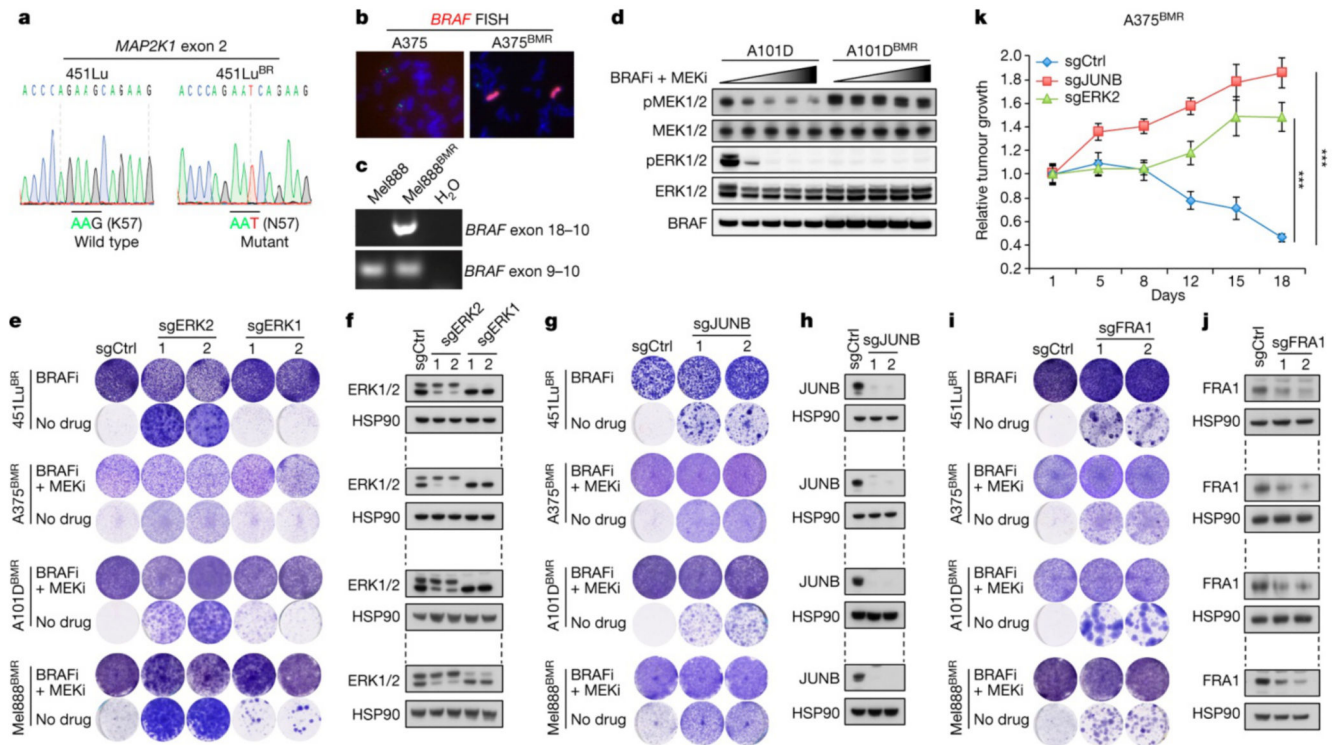 a
MAP2K1 exon 2
451Lu
451Lu^BR
ACCCAGAAGCAGAAG
ACCCAGAATCAGAAG
AAG (K57)
Wild type
AAT (N57)
Mutant
b
BRAF FISH
A375
A375^BMR
c
Mel888
Mel888^BMR
H₂O
BRAF exon 18–10
BRAF exon 9–10
d
A101D
A101D^BMR
BRAFi + MEKi
pMEK1/2
MEK1/2
pERK1/2
ERK1/2
BRAF
k
A375^BMR
sgCtrl
sgJUNB
sgERK2
Relative tumour growth
2.0
1.8
1.6
1.4
1.2
1.0
0.8
0.6
0.4
0.2
1 5 8 12 15 18
Days
***
***
e
sgCtrl
sgERK2
1 2
sgERK1
1 2
451Lu^BR
BRAFi
No drug
A375^BMR
BRAFi
+ MEKi
No drug
A101D^BMR
BRAFi
+ MEKi
No drug
Mel888^BMR
BRAFi
+ MEKi
No drug
f
sgCtrl
sgERK2
sgERK1
1 2 1 2
ERK1/2
HSP90
ERK1/2
HSP90
ERK1/2
HSP90
ERK1/2
HSP90
g
sgCtrl
sgJUNB
1 2
451Lu^BR
BRAFi
No drug
A375^BMR
BRAFi
+ MEKi
No drug
A101D^BMR
BRAFi
+ MEKi
No drug
Mel888^BMR
BRAFi
+ MEKi
No drug
h
sgCtrl
sgJUNB
1 2
JUNB
HSP90
JUNB
HSP90
JUNB
HSP90
JUNB
HSP90
i
sgCtrl
sgFRA1
1 2
451Lu^BR
BRAFi
No drug
A375^BMR
BRAFi
+ MEKi
No drug
A101D^BMR
BRAFi
+ MEKi
No drug
Mel888^BMR
BRAFi
+ MEKi
No drug
j
sgCtrl
sgFRA1
1 2
FRA1
HSP90
FRA1
HSP90
FRA1
HSP90
FRA1
HSP90